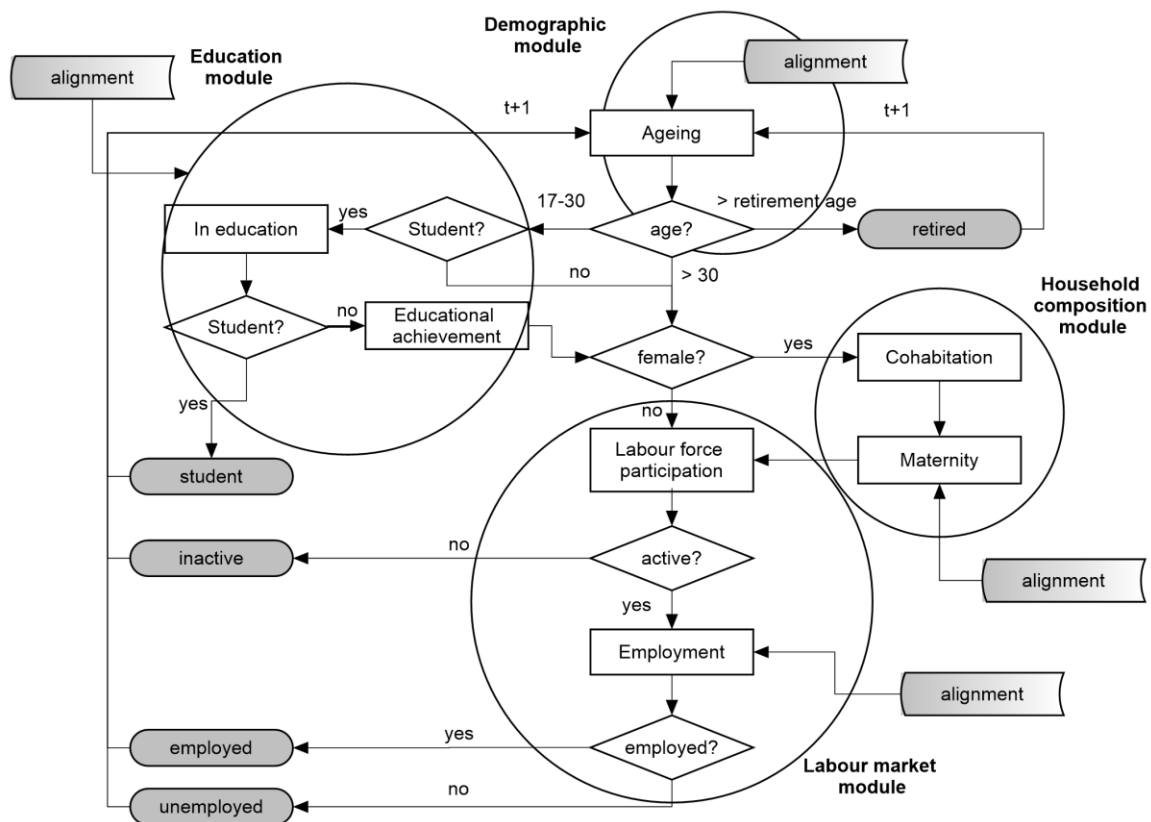 Demographic
module
Education
module
alignment
alignment
t+1
t+1
Ageing
17-30
> retirement age
yes
In education
Student?
age?
retired
no
> 30
Household
composition
module
Student?
no
Educational
achievement
female?
yes
Cohabitation
yes
no
Labour force
participation
Maternity
student
inactive
no
active?
alignment
yes
Employment
alignment
employed
yes
employed?
Labour market
module
unemployed
no